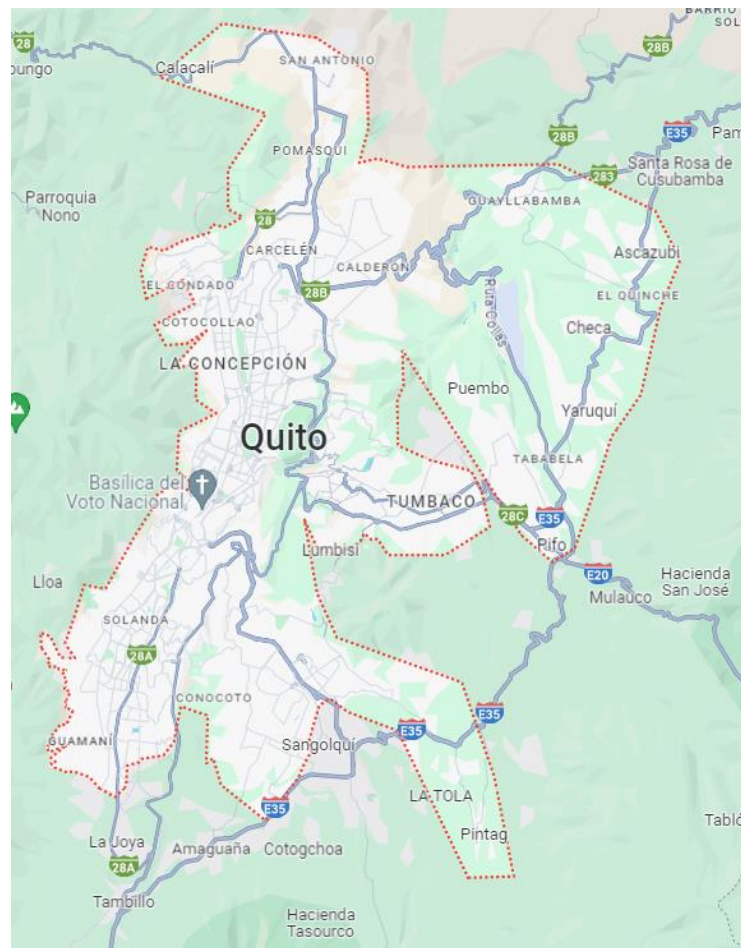 BARRIO
SOL
28
28B
ungo
Calacalí
SAN ANTONIO
28B
E35
Pam
POMASQUI
283
Santa Rosa de
Cusubamba
Parroquia
Nono
GUAYLLABAMBA
28
CARCELÉN
Ascazubi
CALDERÓN
EL CONDADO
28B
Ruta Collas
EL QUINCHE
COTOCOLLAO
Checa
LA CONCEPCIÓN
Puembo
Yaruquí
Quito
TABABELA
Basílica del
Voto Nacional
TUMBACO
28C
E35
Lumbisí
Pifo
E20
Lloa
Hacienda
San José
Mulauco
SOLANDA
28A
CONOCOTO
E35
E35
GUAMANÍ
Sangolquí
LA TOLA
E35
Pintag
Tabló
La Joya
Amaguaña
Cotogchoa
28A
Tambillo
Hacienda
Tasourco